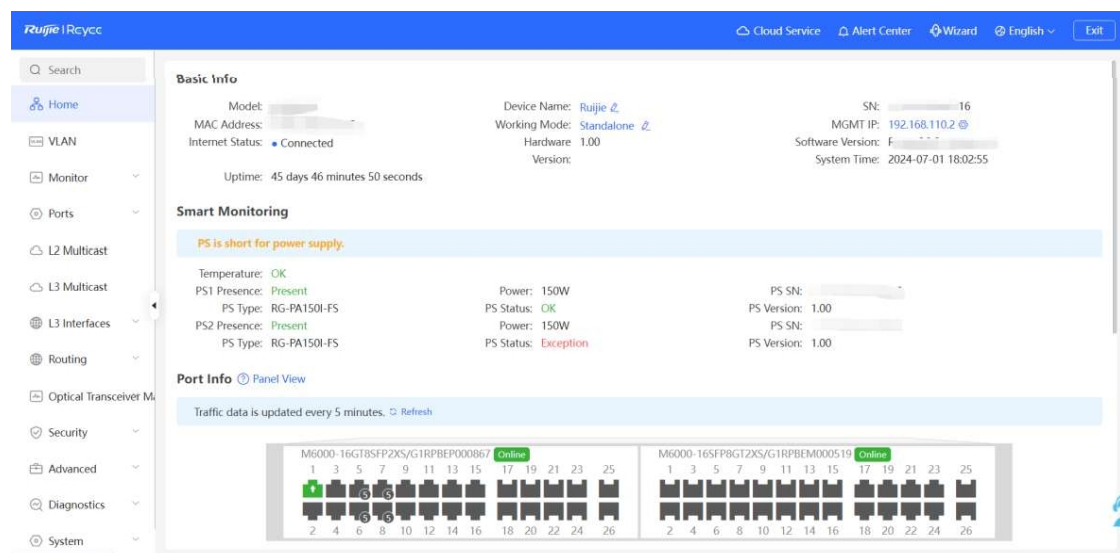 Ruijie | Rcycc
Cloud Service Alert Center Wizard English Exit
Search
Home
VLAN
Monitor
Ports
L2 Multicast
L3 Multicast
L3 Interfaces
Routing
Optical Transceiver Ma
Security
Advanced
Diagnostics
System
Basic Info
Model: Device Name: Ruijie SN: 16
MAC Address: Working Mode: Standalone MGMT IP: 192.168.110.2
Internet Status: Connected Hardware 1.00 Software Version:
Version: System Time: 2024-07-01 18:02:55
Uptime: 45 days 46 minutes 50 seconds
Smart Monitoring
PS is short for power supply.
Temperature: OK
PS1 Presence: Present Power: 150W PS SN:
PS Type: RG-PA150I-FS PS Status: OK PS Version: 1.00
PS2 Presence: Present Power: 150W PS SN:
PS Type: RG-PA150I-FS PS Status: Exception PS Version: 1.00
Port Info Panel View
Traffic data is updated every 5 minutes. Refresh
M6000-16GT8SFP2XS/G1RPBEP000867 Online M6000-16SFP8GT2XS/G1RPBEM000519 Online
1 3 5 7 9 11 13 15 17 19 21 23 25 1 3 5 7 9 11 13 15 17 19 21 23 25
5 5
5 5
2 4 6 8 10 12 14 16 18 20 22 24 26 2 4 6 8 10 12 14 16 18 20 22 24 26